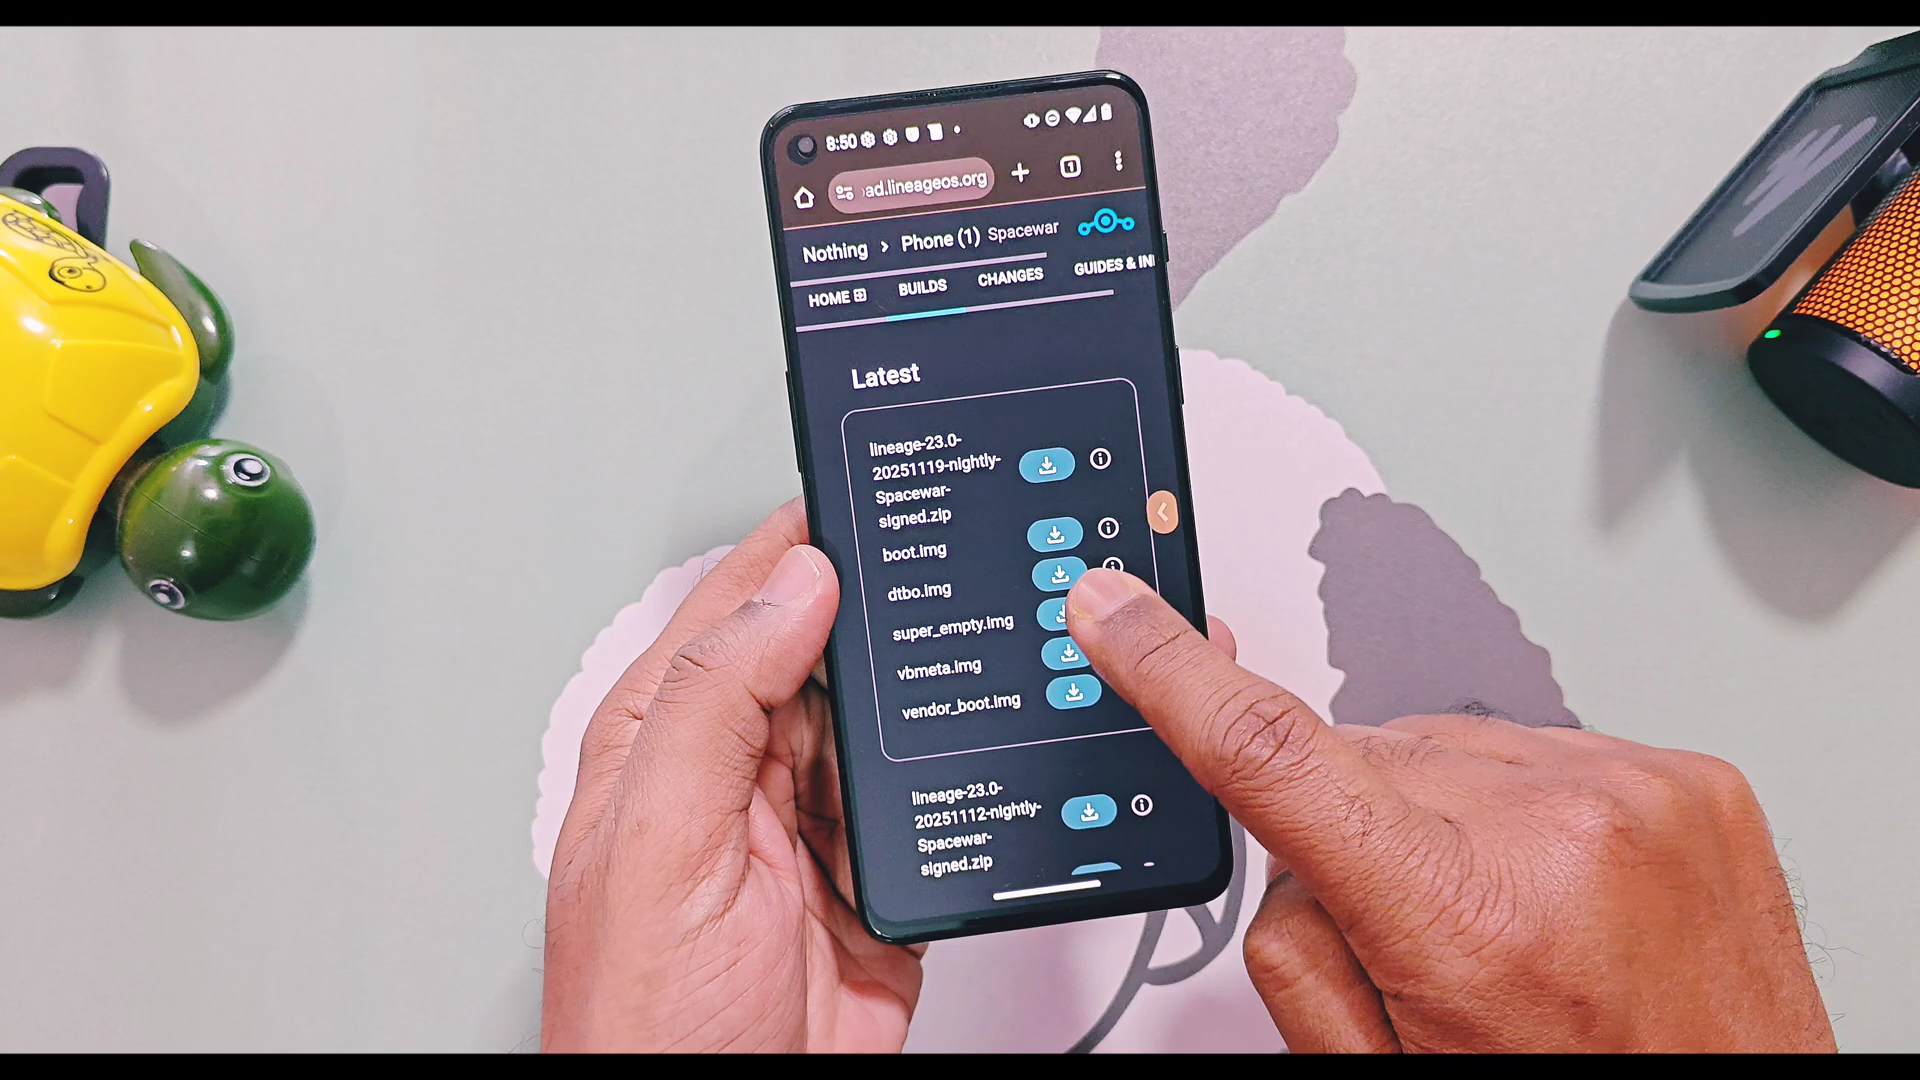 8:50
ad.lineageos.org
1
Nothing > Phone (1) Spacewar
HOME BUILDS CHANGES GUIDES & IN
Latest
lineage-23.0-
20251119-nightly-
Spacewar-
signed.zip
boot.img
dtbo.img
super_empty.img
vbmeta.img
vendor_boot.img
lineage-23.0-
20251112-nightly-
Spacewar-
signed.zip